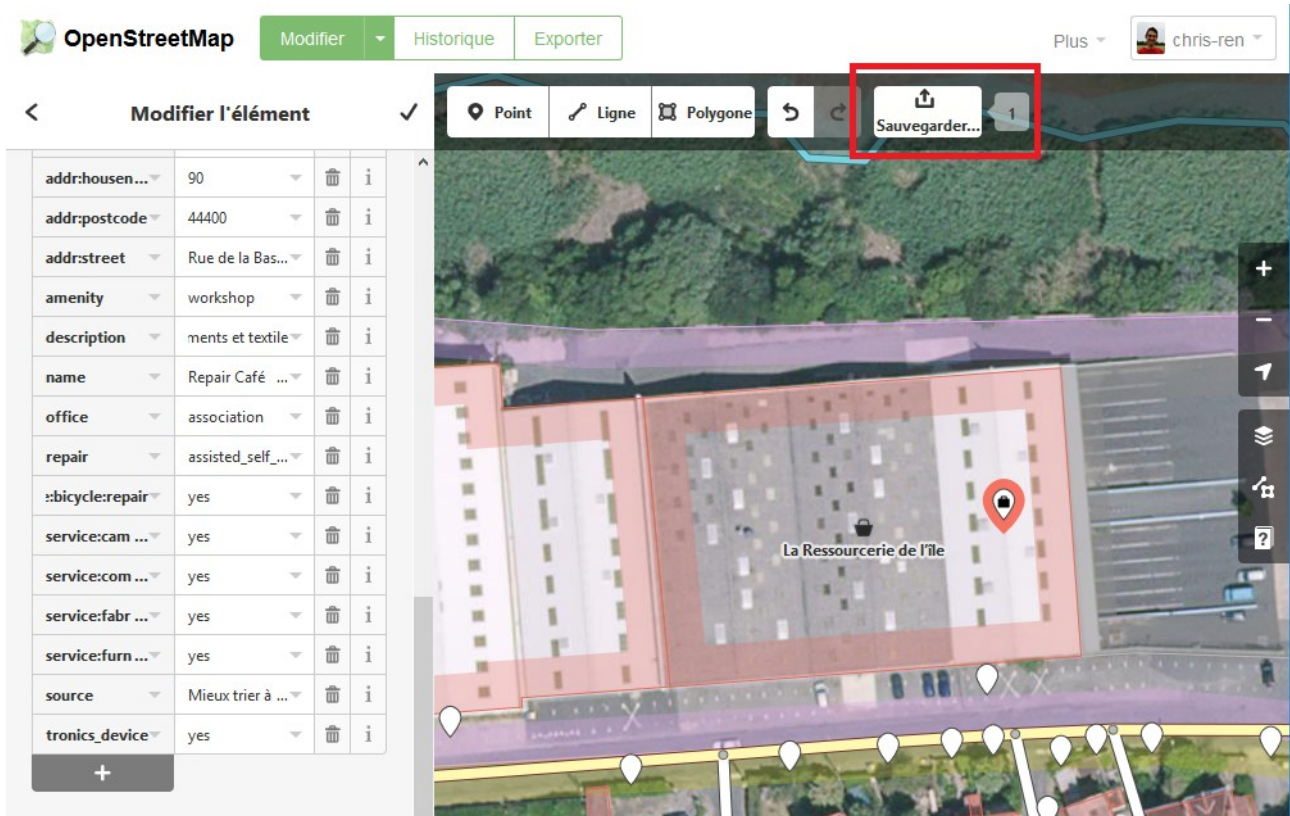 OpenStreetMap
Modifier
Historique
Exporter
Plus
chris-ren
Modifier l'élément
Point
Ligne
Polygone
Sauvegarder...
1
addr:housen... 90
addr:postcode 44400
addr:street Rue de la Bas...
amenity workshop
description ments et textile
name Repair Café ...
office association
repair assisted_self_...
::bicycle:repair yes
service:cam ... yes
service:com ... yes
service:fabr ... yes
service:furn ... yes
source Mieux trier à ...
tronics_device yes
+
La Ressourcerie de l'île